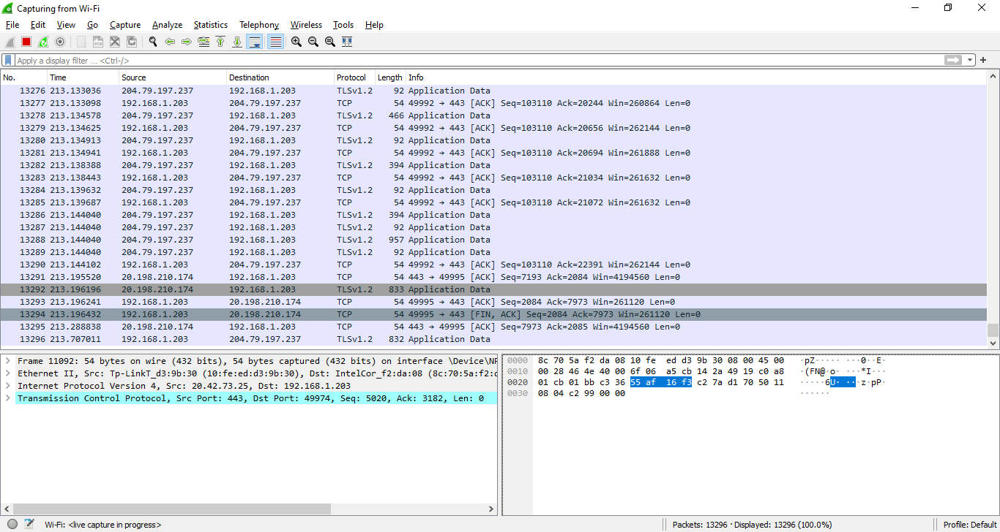 Capturing from Wi-Fi
File Edit View Go Capture Analyze Statistics Telephony Wireless Tools Help
Apply a display filter ... <Ctrl-/>
No. Time Source Destination Protocol Length Info
13276 213.133036 204.79.197.237 192.168.1.203 TLSv1.2 92 Application Data
13277 213.133098 192.168.1.203 204.79.197.237 TCP 54 49992 → 443 [ACK] Seq=103110 Ack=20244 Win=260864 Len=0
13278 213.134578 204.79.197.237 192.168.1.203 TLSv1.2 466 Application Data
13279 213.134625 192.168.1.203 204.79.197.237 TCP 54 49992 → 443 [ACK] Seq=103110 Ack=20656 Win=262144 Len=0
13280 213.134913 204.79.197.237 192.168.1.203 TLSv1.2 92 Application Data
13281 213.134941 192.168.1.203 204.79.197.237 TCP 54 49992 → 443 [ACK] Seq=103110 Ack=20694 Win=261888 Len=0
13282 213.138388 204.79.197.237 192.168.1.203 TLSv1.2 394 Application Data
13283 213.138443 192.168.1.203 204.79.197.237 TCP 54 49992 → 443 [ACK] Seq=103110 Ack=21034 Win=261632 Len=0
13284 213.139632 204.79.197.237 192.168.1.203 TLSv1.2 92 Application Data
13285 213.139687 192.168.1.203 204.79.197.237 TCP 54 49992 → 443 [ACK] Seq=103110 Ack=21072 Win=261632 Len=0
13286 213.144040 204.79.197.237 192.168.1.203 TLSv1.2 394 Application Data
13287 213.144040 204.79.197.237 192.168.1.203 TLSv1.2 92 Application Data
13288 213.144040 204.79.197.237 192.168.1.203 TLSv1.2 957 Application Data
13289 213.144040 204.79.197.237 192.168.1.203 TLSv1.2 92 Application Data
13290 213.144102 192.168.1.203 204.79.197.237 TCP 54 49992 → 443 [ACK] Seq=103110 Ack=22391 Win=262144 Len=0
13291 213.195520 20.198.210.174 192.168.1.203 TCP 54 443 → 49995 [ACK] Seq=7193 Ack=2084 Win=4194560 Len=0
13292 213.196196 20.198.210.174 192.168.1.203 TLSv1.2 833 Application Data
13293 213.196241 192.168.1.203 20.198.210.174 TCP 54 49995 → 443 [ACK] Seq=2084 Ack=7973 Win=261120 Len=0
13294 213.196432 192.168.1.203 20.198.210.174 TCP 54 49995 → 443 [FIN, ACK] Seq=2084 Ack=7973 Win=261120 Len=0
13295 213.288838 20.198.210.174 192.168.1.203 TCP 54 443 → 49995 [ACK] Seq=7973 Ack=2085 Win=4194560 Len=0
13296 213.707011 192.168.1.203 204.79.197.237 TLSv1.2 832 Application Data
Frame 11092: 54 bytes on wire (432 bits), 54 bytes captured (432 bits) on interface \Device\NP
Ethernet II, Src: Tp-LinkT_d3:9b:30 (10:fe:ed:d3:9b:30), Dst: IntelCor_f2:da:08 (8c:70:5a:f2:d
Internet Protocol Version 4, Src: 20.42.73.25, Dst: 192.168.1.203
Transmission Control Protocol, Src Port: 443, Dst Port: 49974, Seq: 5020, Ack: 3182, Len: 0
0000 8c 70 5a f2 da 08 10 fe ed d3 9b 30 08 00 45 00 ·pZ····· ···0··E·
0010 00 28 46 4e 40 00 6f 06 a5 cb 14 2a 49 19 c0 a8 ·(FN@·o· ···*I···
0020 01 cb 01 bb c3 36 55 af 16 f3 c2 7a d1 70 50 11 ·····6U· ···z·pP·
0030 08 04 c2 99 00 00 ······
Wi-Fi: <live capture in progress> Packets: 13296 · Displayed: 13296 (100.0%) Profile: Default